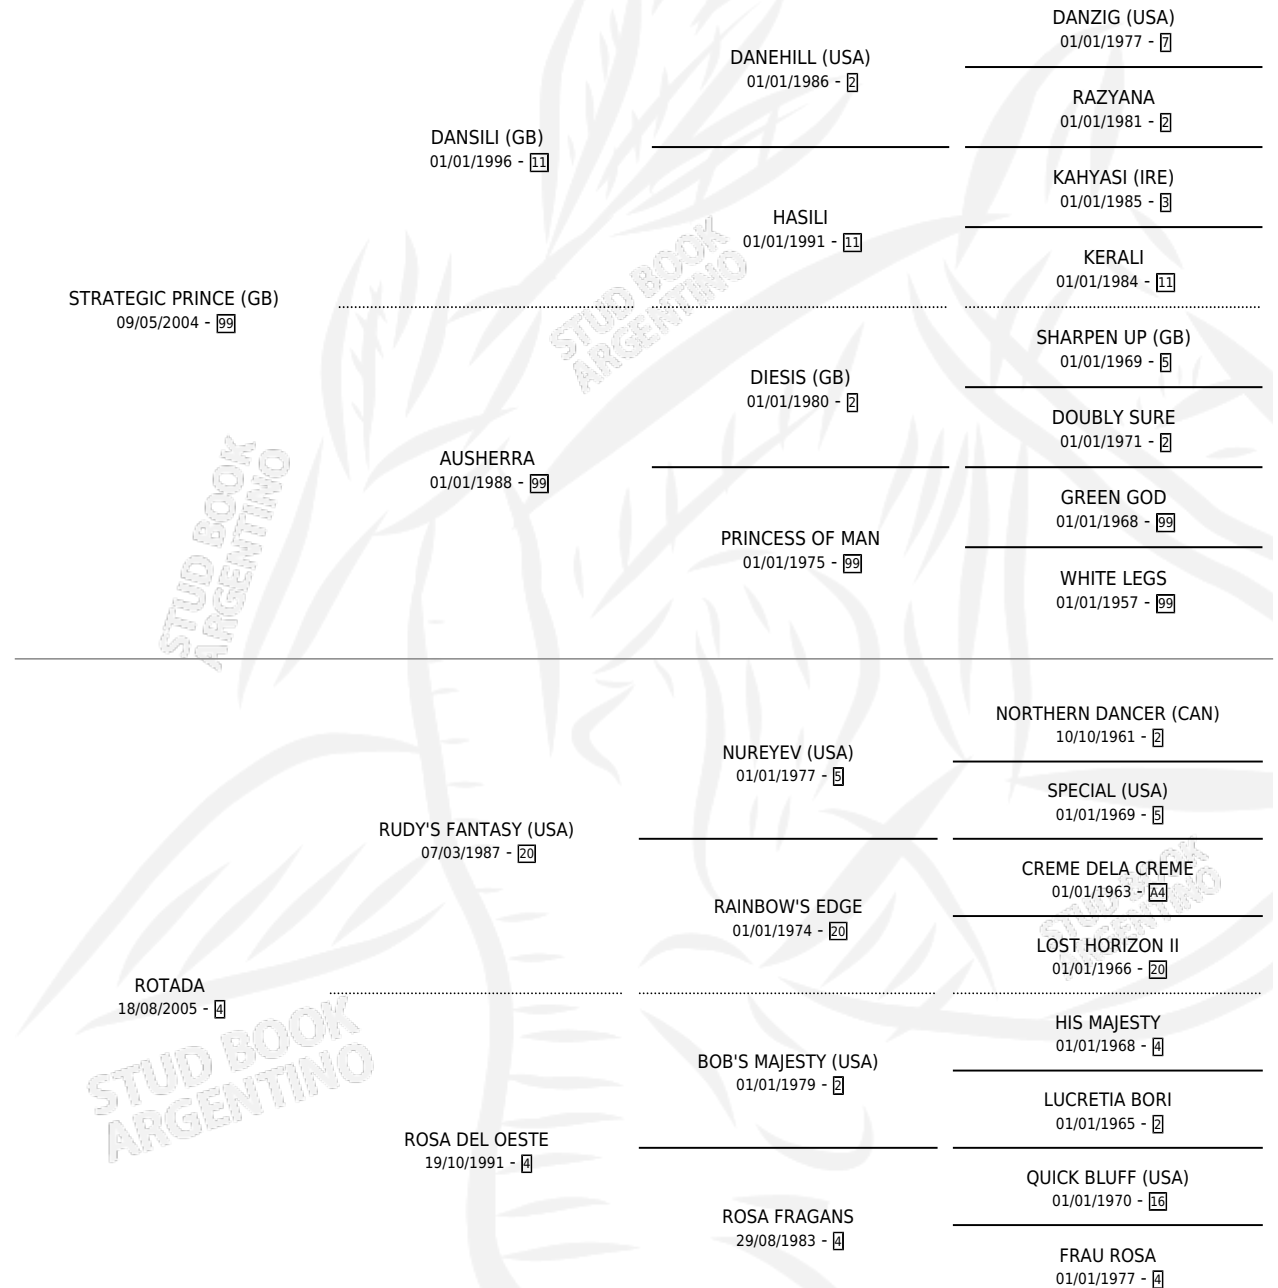 DANZIG (USA)
01/01/1977 - 7
DANEHILL (USA)
01/01/1986 - 2
RAZYANA
01/01/1981 - 2
DANSILI (GB)
01/01/1996 - 11
KAHYASI (IRE)
01/01/1985 - 3
HASILI
01/01/1991 - 11
KERALI
01/01/1984 - 11
STRATEGIC PRINCE (GB)
09/05/2004 - 99
STUD BOOK
ARGENTINO
SHARPEN UP (GB)
01/01/1969 - 5
DIESIS (GB)
01/01/1980 - 2
DOUBLY SURE
01/01/1971 - 2
AUSHERRA
01/01/1988 - 99
GREEN GOD
01/01/1968 - 99
PRINCESS OF MAN
01/01/1975 - 99
WHITE LEGS
01/01/1957 - 99
STUD BOOK
ARGENTINO
NORTHERN DANCER (CAN)
10/10/1961 - 2
NUREYEV (USA)
01/01/1977 - 5
SPECIAL (USA)
01/01/1969 - 5
RUDY'S FANTASY (USA)
07/03/1987 - 20
CREME DELA CREME
01/01/1963 - A4
RAINBOW'S EDGE
01/01/1974 - 20
STUD BOOK
ARGENTINO
LOST HORIZON II
01/01/1966 - 20
ROTADA
18/08/2005 - 4
STUD BOOK
ARGENTINO
HIS MAJESTY
01/01/1968 - 4
BOB'S MAJESTY (USA)
01/01/1979 - 2
LUCRETIA BORI
01/01/1965 - 2
ROSA DEL OESTE
19/10/1991 - 4
QUICK BLUFF (USA)
01/01/1970 - 16
ROSA FRAGANS
29/08/1983 - 4
FRAU ROSA
01/01/1977 - 4